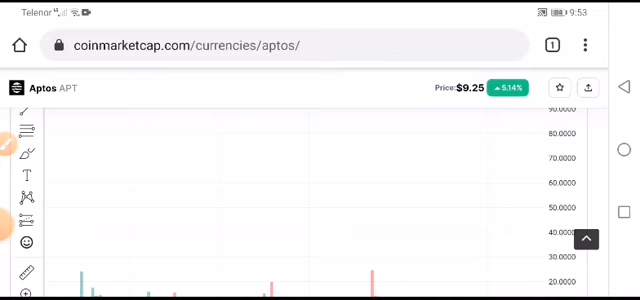 Telenor 9:53
coinmarketcap.com/currencies/aptos/ 1
Aptos APT Price:$9.25 5.14%
90.0000
80.0000
70.0000
60.0000
50.0000
40.0000
30.0000
20.0000
T